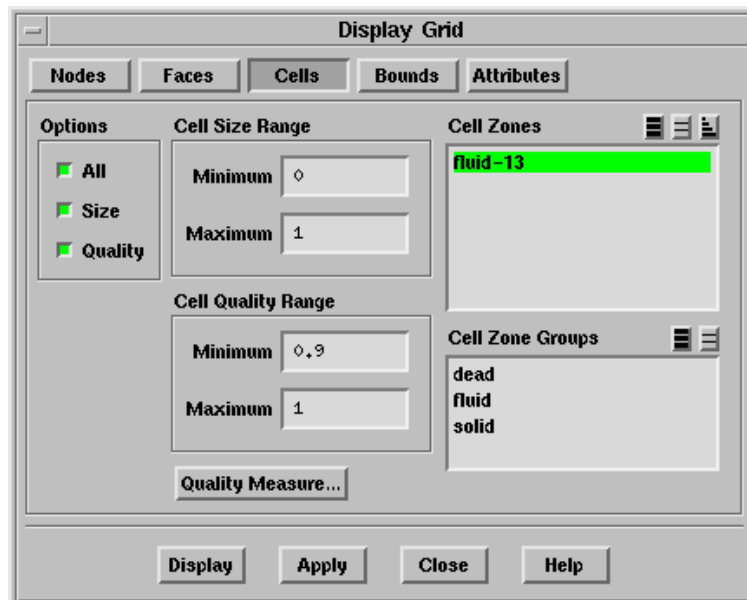 Display Grid
Nodes Faces Cells Bounds Attributes
Options
All
Size
Quality
Cell Size Range
Minimum 0
Maximum 1
Cell Quality Range
Minimum 0.9
Maximum 1
Quality Measure...
Cell Zones
fluid-13
Cell Zone Groups
dead
fluid
solid
Display Apply Close Help